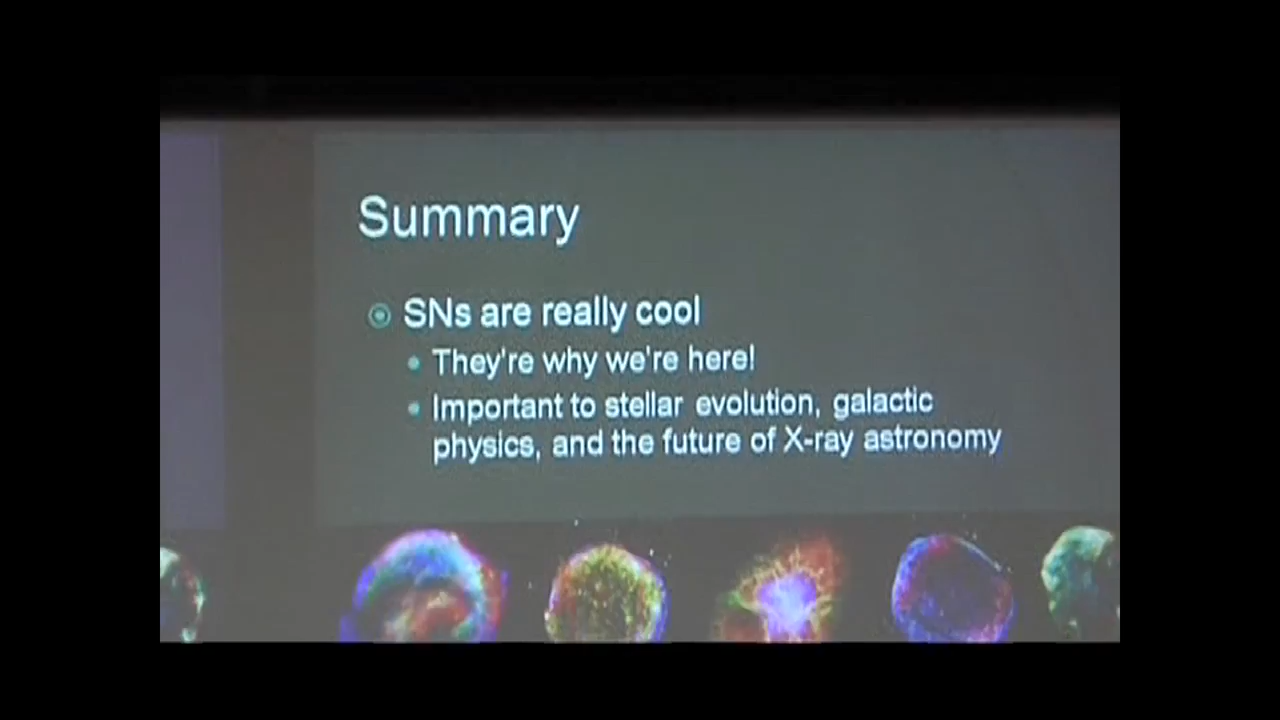 Summary
SNs are really cool
They're why we're here!
Important to stellar evolution, galactic
physics, and the future of X-ray astronomy